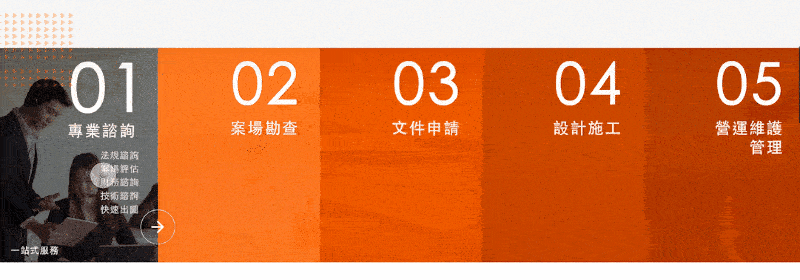 01
專業諮詢
法規諮詢
案場評估
財務諮詢
技術諮詢
快速出圖
一站式服務
02
案場勘查
03
文件申請
04
設計施工
05
營運維護
管理